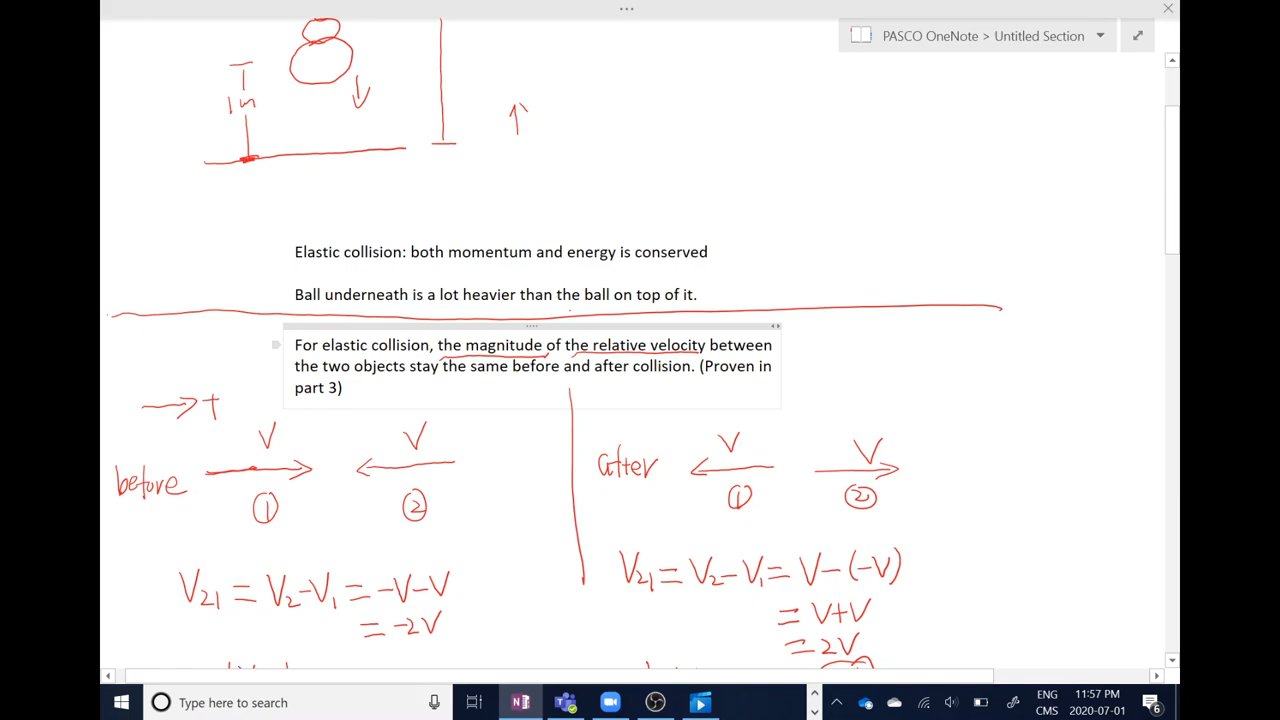 PASCO OneNote > Untitled Section
1m
V
Elastic collision: both momentum and energy is conserved
Ball underneath is a lot heavier than the ball on top of it.
For elastic collision, the magnitude of the relative velocity between
the two objects stay the same before and after collision. (Proven in
part 3)
+
before
V
V
①
②
after
V
V
①
②
V21 = V2-V1 = -V-V
= -2V
V21 = V2-V1 = V-(-V)
= V+V
= 2V
Type here to search
ENG
CMS
11:57 PM
2020-07-01
6